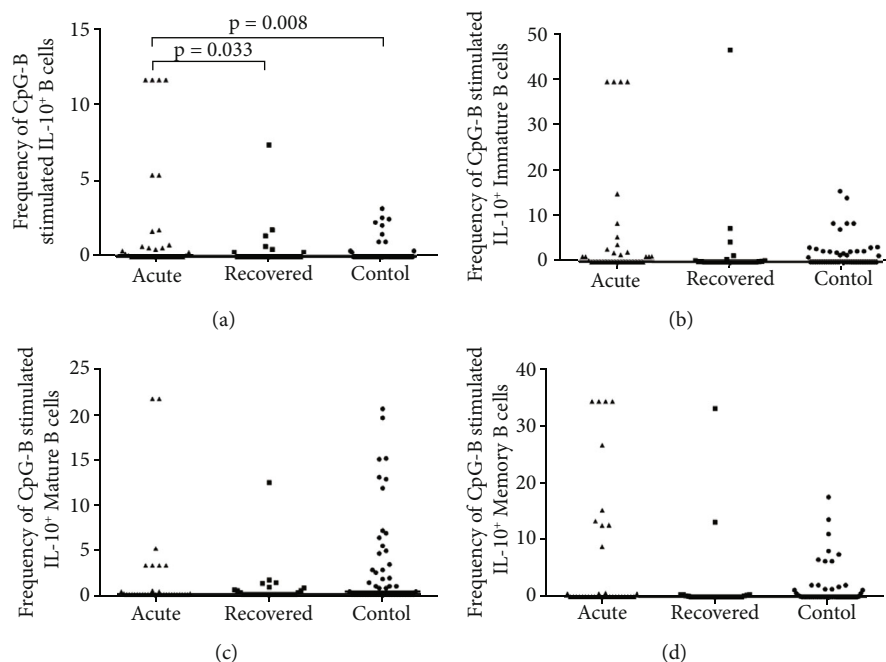 Frequency of CpG-B
stimulated IL-10+ B cells
15
10
5
0
p = 0.008
p = 0.033
Acute
Recovered
Contol
(a)
Frequency of CpG-B stimulated
IL-10+ Immature B cells
50
40
30
20
10
0
Acute
Recovered
Contol
(b)
Frequency of CpG-B stimulated
IL-10+ Mature B cells
25
20
15
10
5
0
Acute
Recovered
Contol
(c)
Frequency of CpG-B stimulated
IL-10+ Memory B cells
40
30
20
10
0
Acute
Recovered
Contol
(d)